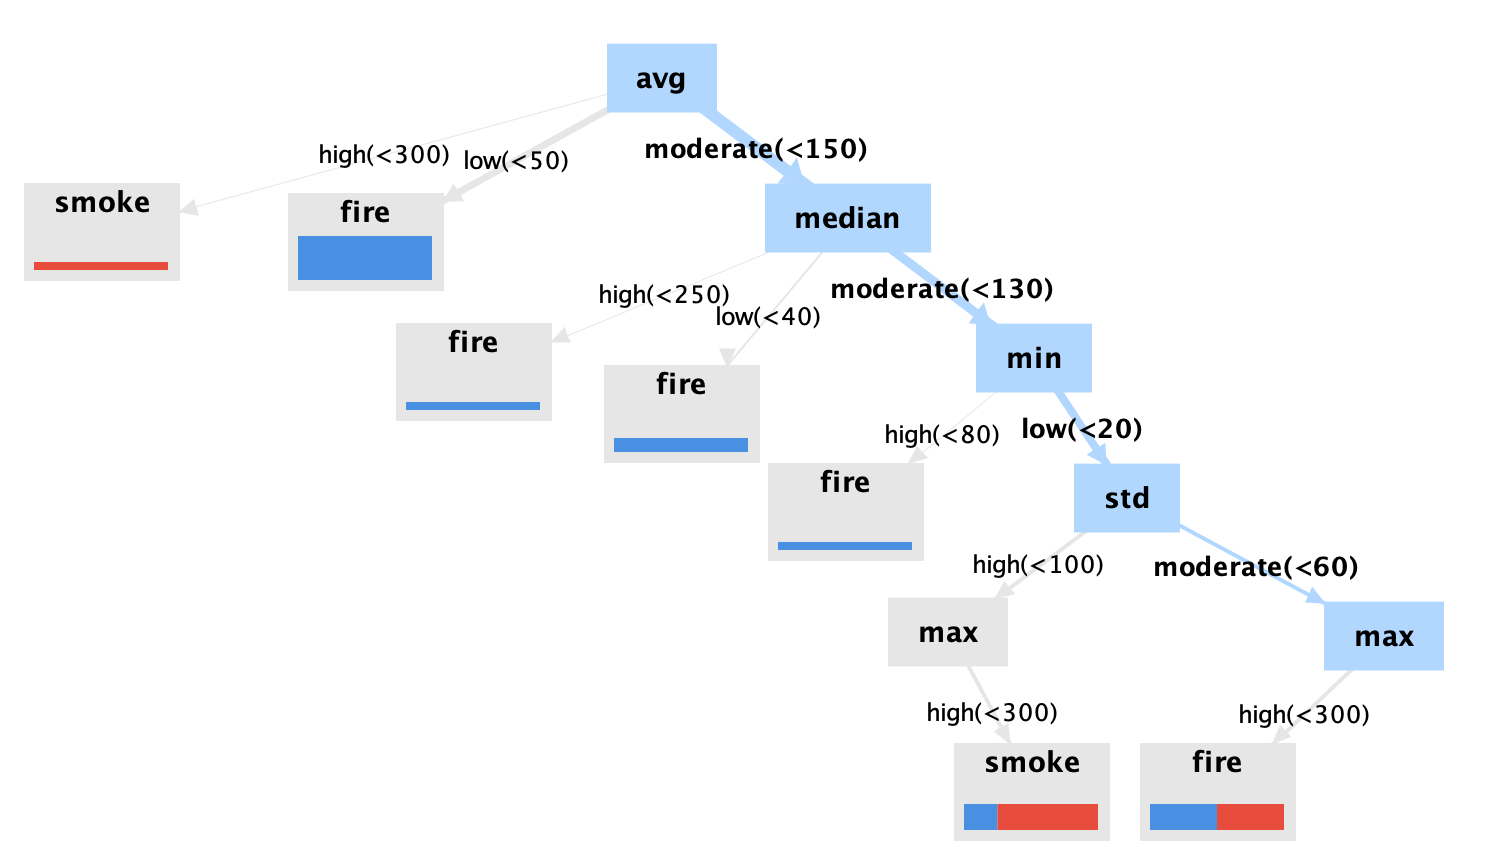 avg
high(<300)
low(<50)
moderate(<150)
smoke
fire
median
high(<250)
low(<40)
moderate(<130)
fire
fire
min
high(<80)
low(<20)
fire
std
high(<100)
moderate(<60)
max
max
high(<300)
high(<300)
smoke
fire